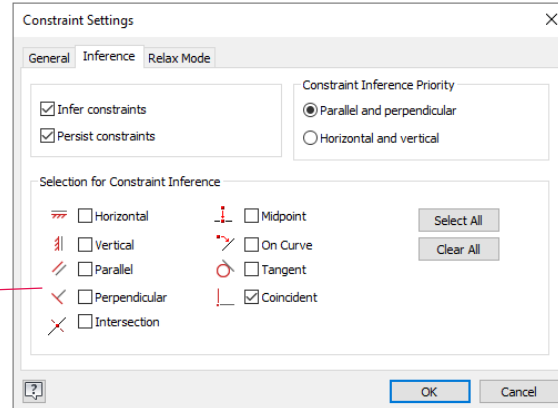 Constraint Settings
General Inference Relax Mode
Infer constraints
Persist constraints
Constraint Inference Priority
Parallel and perpendicular
Horizontal and vertical
Selection for Constraint Inference
Horizontal
Vertical
Parallel
Perpendicular
Intersection
Midpoint
On Curve
Tangent
Coincident
Select All
Clear All
?
OK Cancel